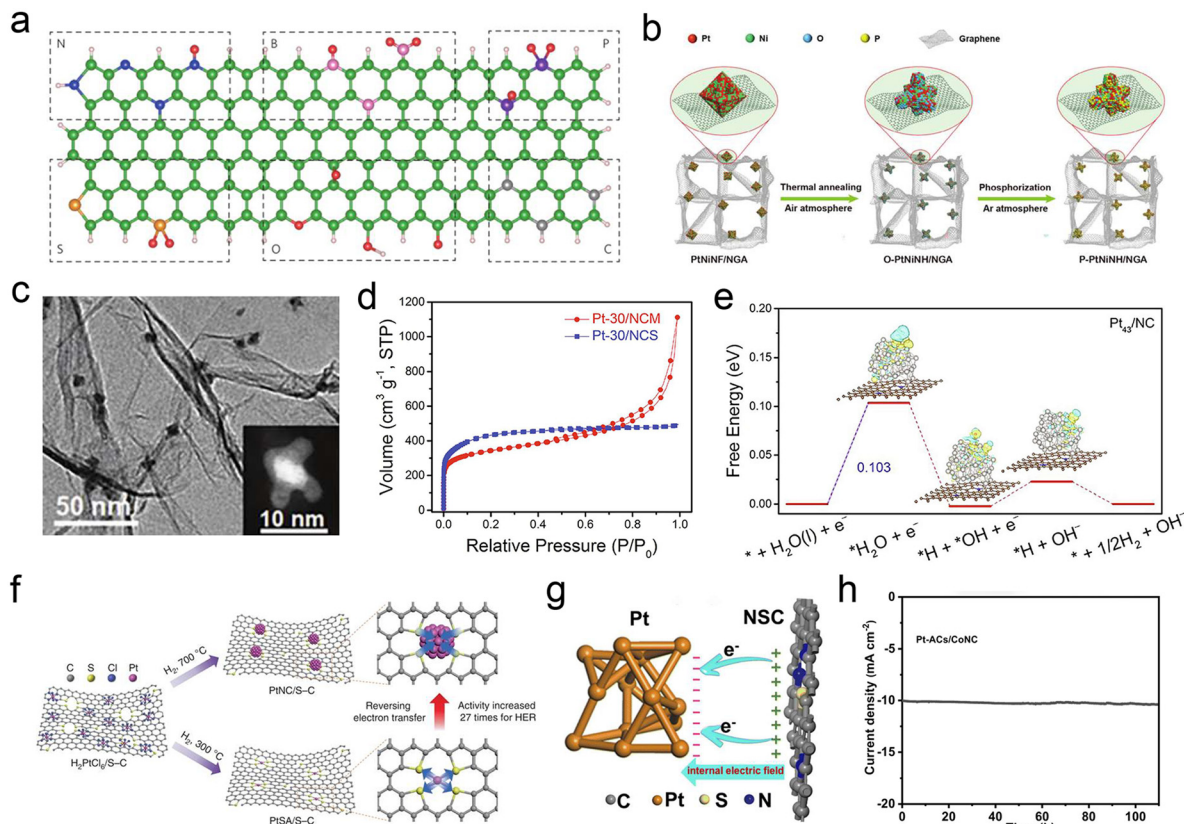 a
N
B
P
S
O
C
b
Pt
Ni
O
P
Graphene
Thermal annealing
Air atmosphere
Phosphorization
Ar atmosphere
PtNiNF/NGA
O-PtNiNH/NGA
P-PtNiNH/NGA
c
50 nm
10 nm
d
Volume (cm³ g⁻¹, STP)
1200
1000
800
600
400
200
0
Pt-30/NCM
Pt-30/NCS
0.0 0.2 0.4 0.6 0.8 1.0
Relative Pressure (P/P₀)
e
Free Energy (eV)
0.20
0.15
0.10
0.05
0.00
Pt₄₃/NC
0.103
* + H₂O(l) + e⁻
*H₂O + e⁻
*H + *OH + e⁻
*H + OH⁻
* + 1/2H₂ + OH⁻
f
C S Cl Pt
H₂PtCl₆/S–C
H₂, 700 °C
H₂, 300 °C
PtNC/S–C
Reversing
electron transfer
Activity increased
27 times for HER
PtSA/S–C
g
Pt
NSC
e⁻
e⁻
internal electric field
C Pt S N
h
Current density (mA cm⁻²)
0
-5
-10
-15
-20
Pt-ACs/CoNC
0 20 40 60 80 100